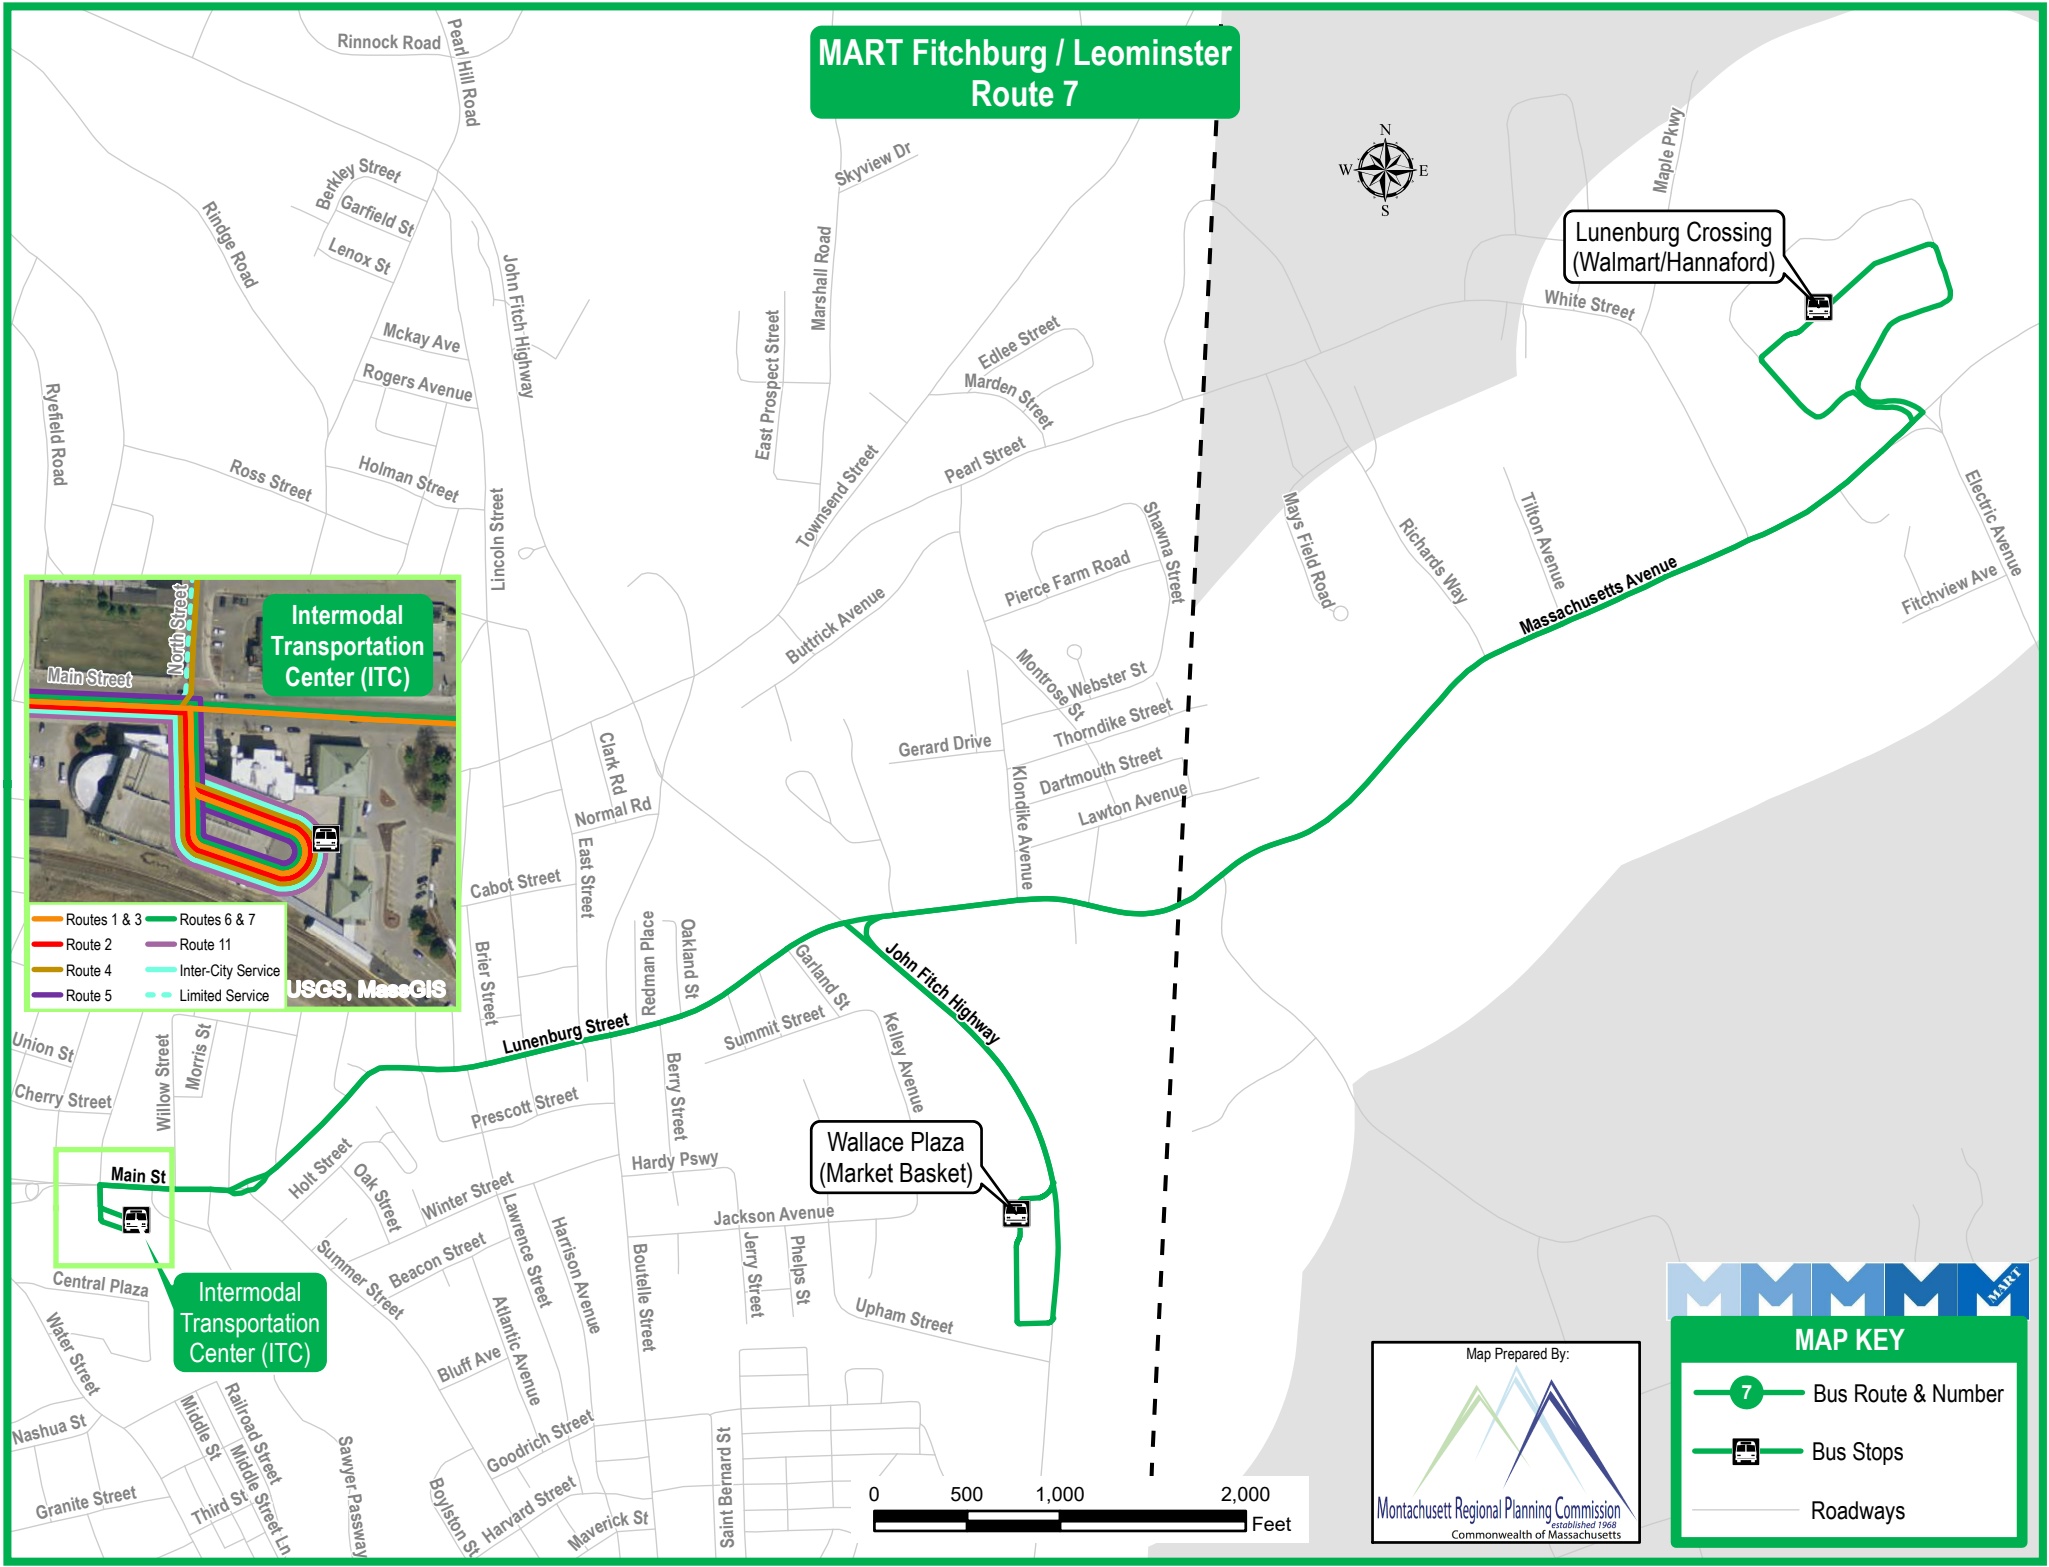 MART Fitchburg / Leominster
Route 7
Rinnock Road
Pearl Hill Road
Skyview Dr
Maple Pkwy
N
W
E
S
Berkley Street
Garfield St
Lenox St
Rindge Road
John Fitch Highway
Marshall Road
Lunenburg Crossing
(Walmart/Hannaford)
White Street
Mckay Ave
Rogers Avenue
East Prospect Street
Edlee Street
Marden Street
Ryefield Road
Ross Street
Holman Street
Lincoln Street
Townsend Street
Pearl Street
Shawna Street
Mays Field Road
Richards Way
Tilton Avenue
Electric Avenue
Fitchview Ave
Massachusetts Avenue
Pierce Farm Road
Buttrick Avenue
Montrose St
Webster St
Thorndike Street
Gerard Drive
Dartmouth Street
Lawton Avenue
Klondike Avenue
Clark Rd
Normal Rd
East Street
Cabot Street
Intermodal
Transportation
Center (ITC)
North Street
Main Street
Routes 1 & 3
Routes 6 & 7
Route 2
Route 11
Route 4
Inter-City Service
Route 5
Limited Service
USGS, MassGIS
Brier Street
Redman Place
Oakland St
Garland St
John Fitch Highway
Lunenburg Street
Summit Street
Kelley Avenue
Union St
Cherry Street
Willow Street
Morris St
Berry Street
Prescott Street
Hardy Pswy
Wallace Plaza
(Market Basket)
Main St
Holt Street
Oak Street
Winter Street
Jackson Avenue
Lawrence Street
Harrison Avenue
Summer Street
Beacon Street
Boutelle Street
Jerry Street
Phelps St
Upham Street
Central Plaza
Intermodal
Transportation
Center (ITC)
Water Street
Atlantic Avenue
Bluff Ave
Nashua St
Middle St
Railroad Street
Middle Street Ln
Third St
Granite Street
Sawyer Passway
Goodrich Street
Boylston St
Harvard Street
Maverick St
Saint Bernard St
0
500
1,000
2,000
Feet
Map Prepared By:
Montachusett Regional Planning Commission
established 1968
Commonwealth of Massachusetts
MART
MAP KEY
7
Bus Route & Number
Bus Stops
Roadways